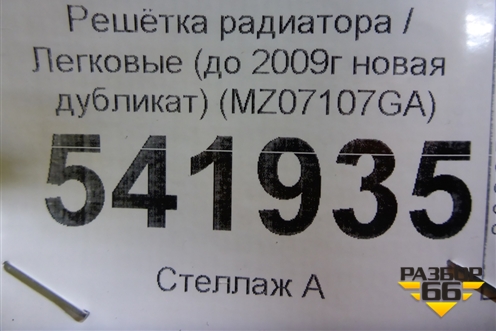 Решётка радиатора /
Легковые (до 2009г новая
дубликат) (MZ07107GA)
541935
Стеллаж А
РАЗБОР
66